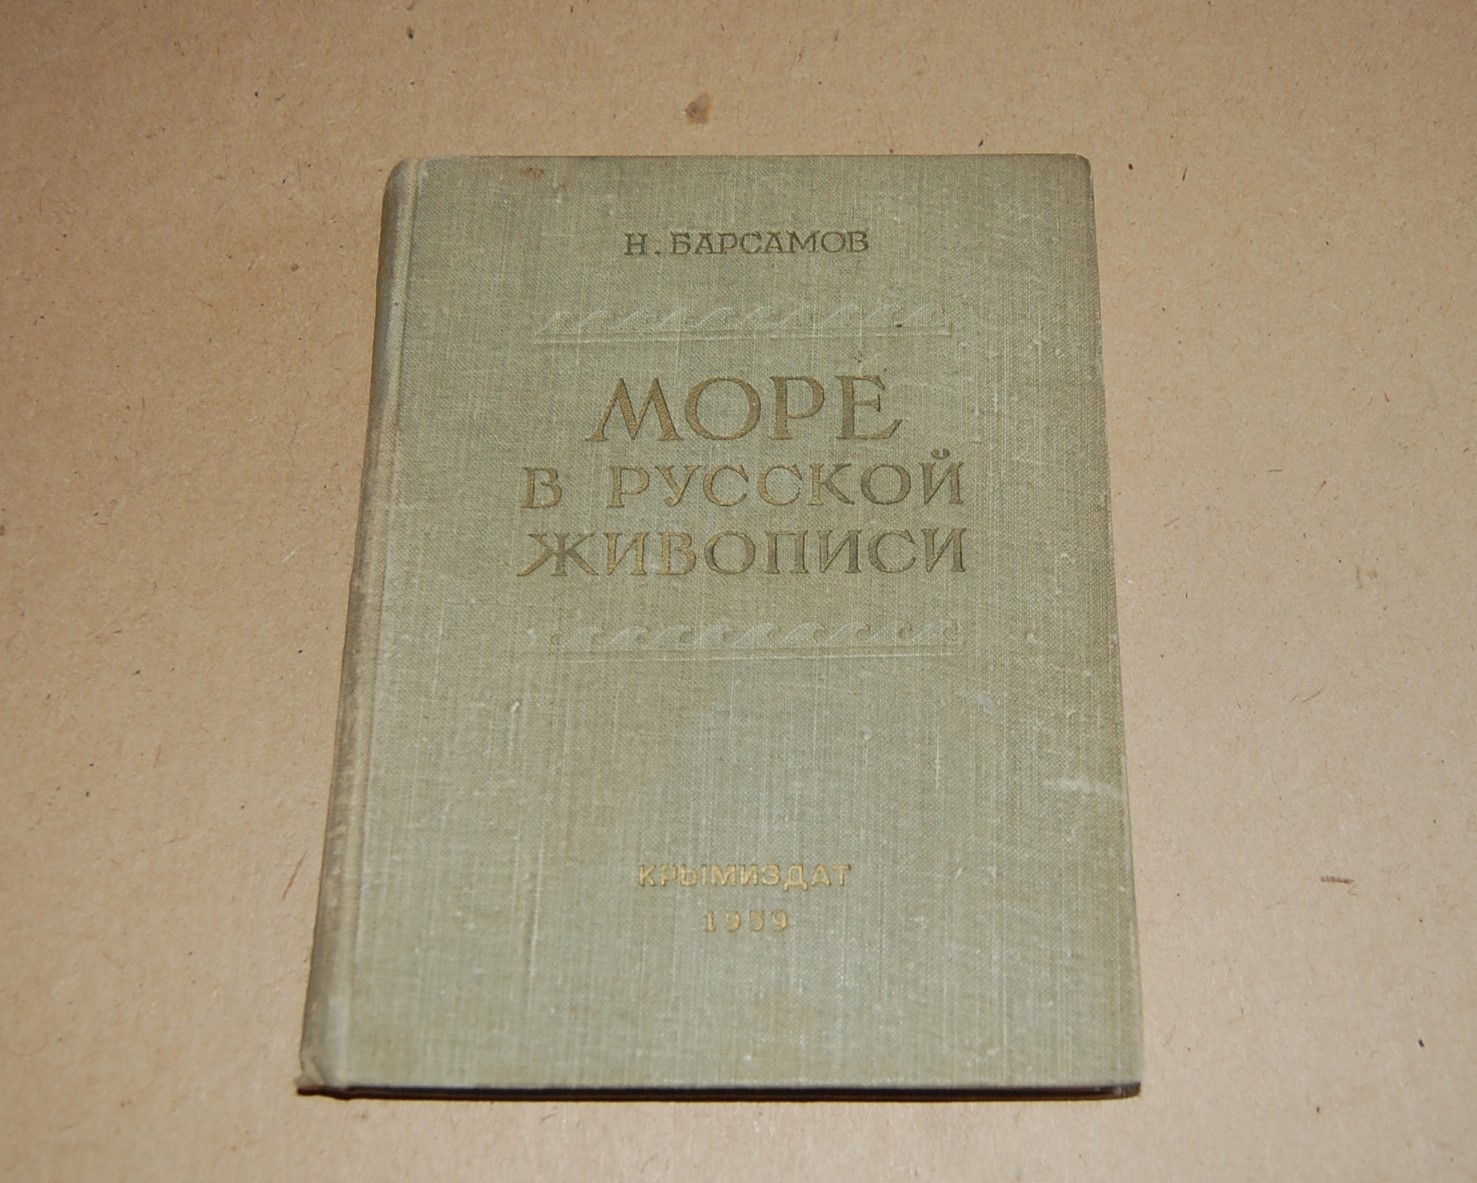 Н. БАРСАМОВ
МОРЕ
В РУССКОЙ
ЖИВОПИСИ
КРЫМИЗДАТ
1959